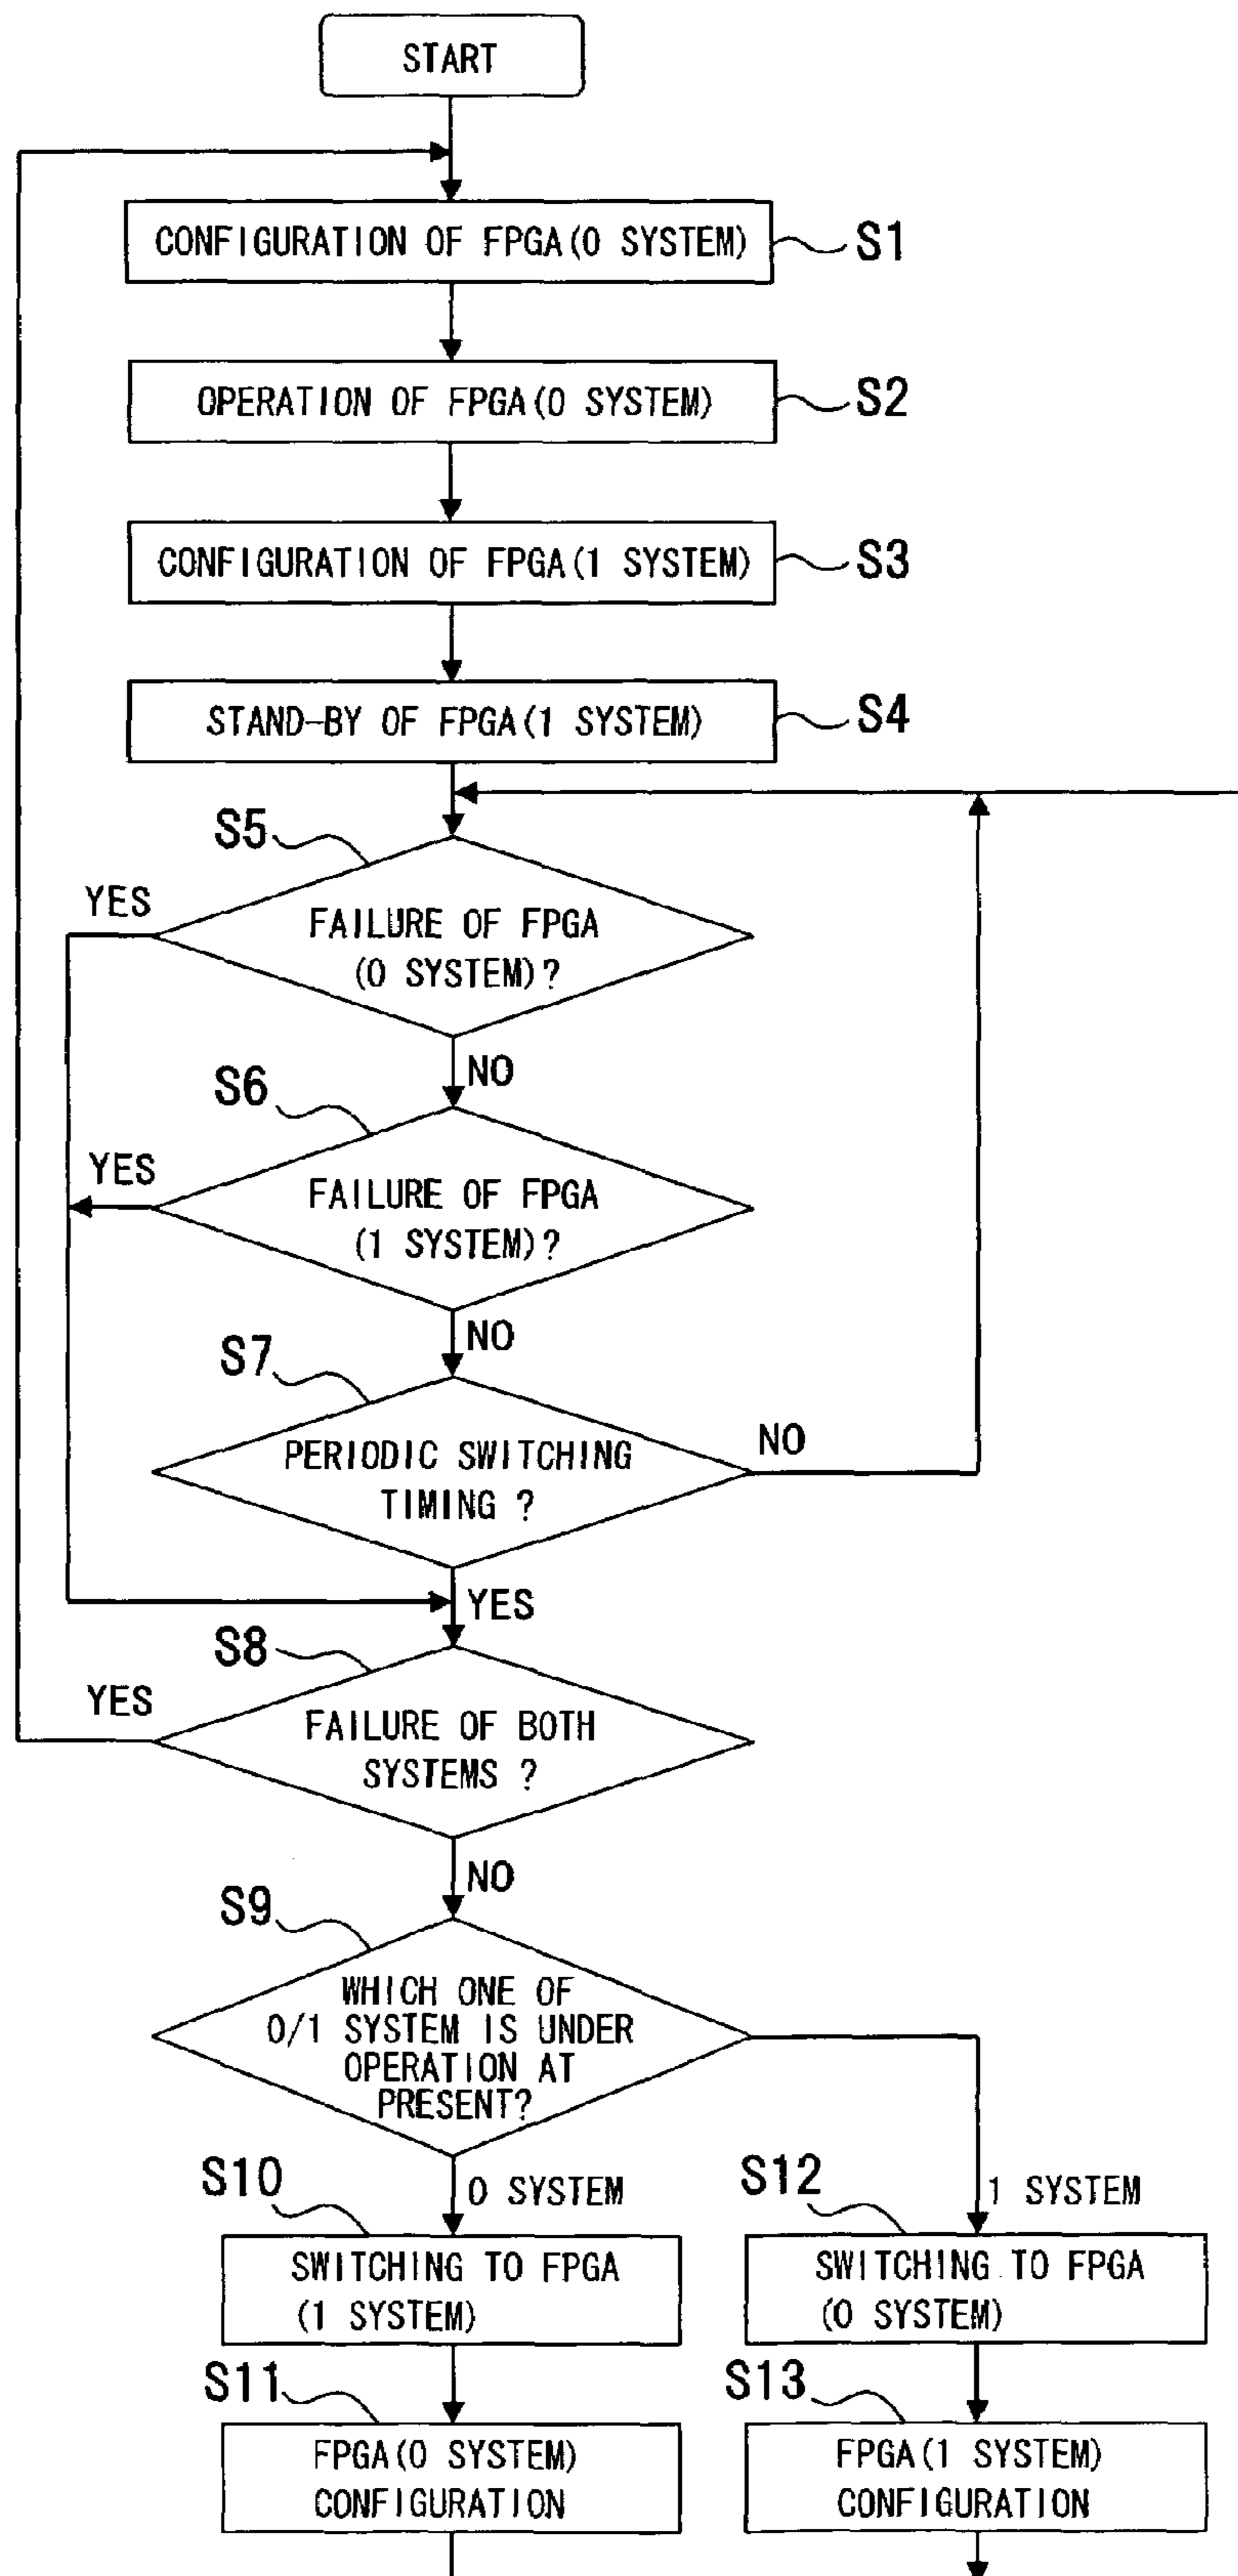 START
CONFIGURATION OF FPGA(0 SYSTEM)
S1
OPERATION OF FPGA(0 SYSTEM)
S2
CONFIGURATION OF FPGA(1 SYSTEM)
S3
STAND-BY OF FPGA(1 SYSTEM)
S4
S5
YES
FAILURE OF FPGA
(0 SYSTEM)?
NO
S6
YES
FAILURE OF FPGA
(1 SYSTEM)?
NO
S7
PERIODIC SWITCHING
TIMING ?
NO
YES
S8
YES
FAILURE OF BOTH
SYSTEMS ?
NO
S9
WHICH ONE OF
0/1 SYSTEM IS UNDER
OPERATION AT
PRESENT?
S10
0 SYSTEM
S12
1 SYSTEM
SWITCHING TO FPGA
(1 SYSTEM)
SWITCHING TO FPGA
(0 SYSTEM)
S11
S13
FPGA(0 SYSTEM)
CONFIGURATION
FPGA(1 SYSTEM)
CONFIGURATION